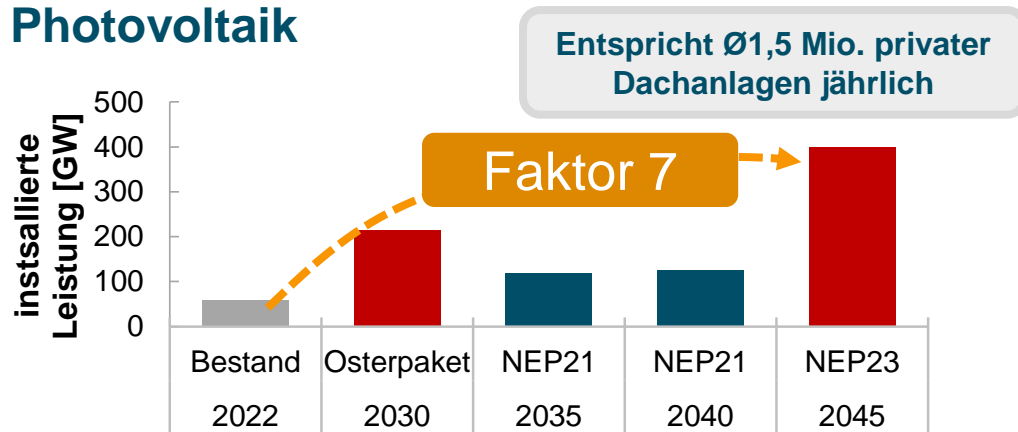 Photovoltaik
Entspricht Ø1,5 Mio. privater
Dachanlagen jährlich
instsallierte
Leistung [GW]
500
400
300
200
100
0
Faktor 7
Bestand Osterpaket NEP21 NEP21 NEP23
2022 2030 2035 2040 2045